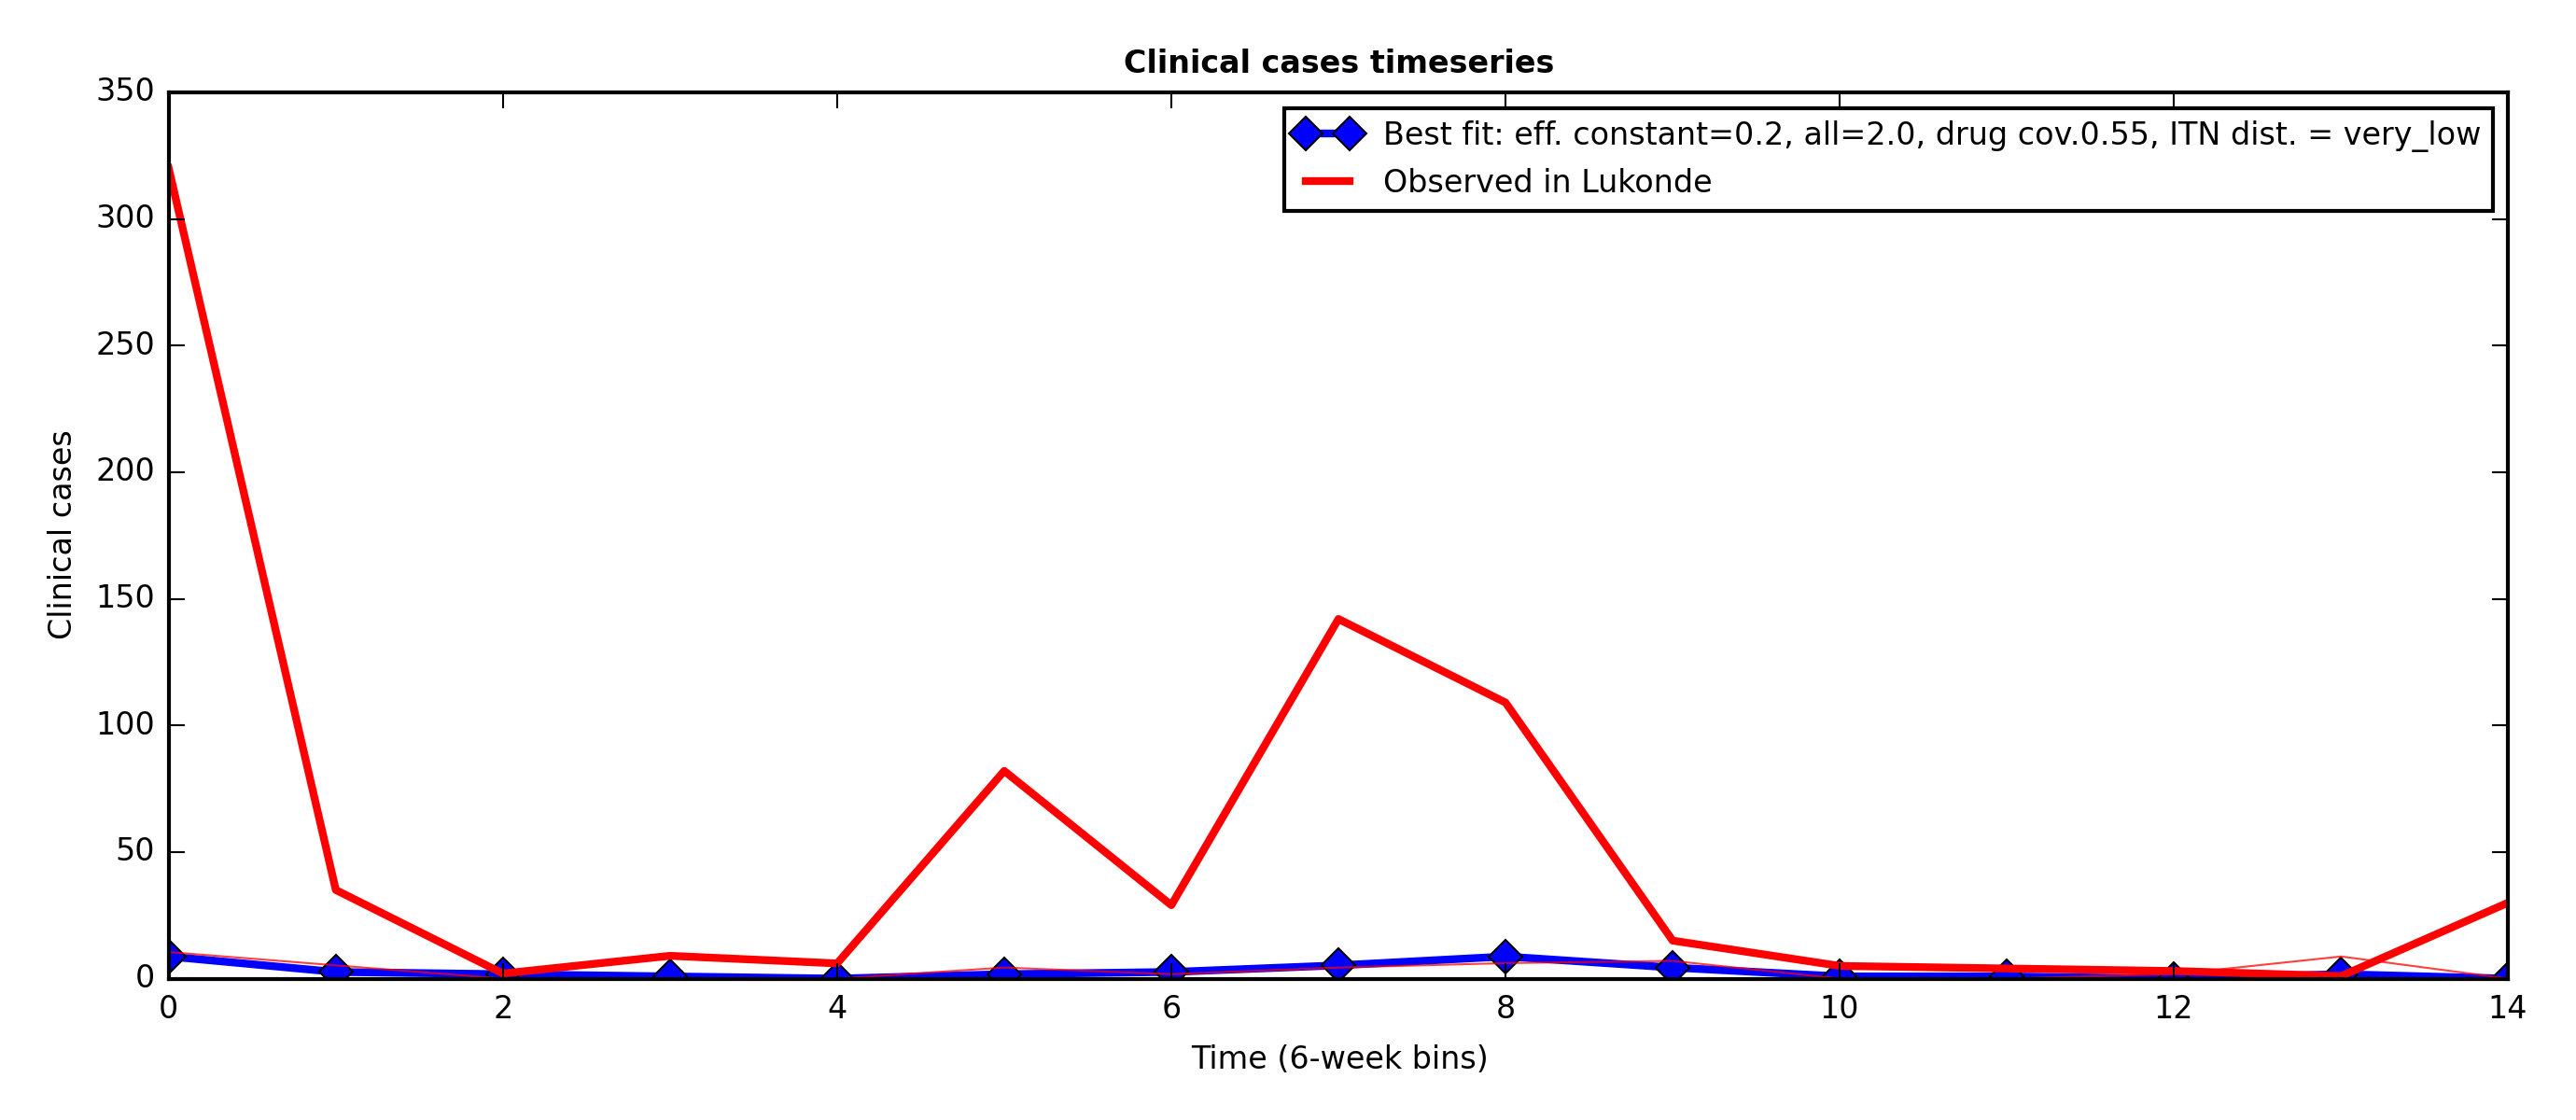 Clinical cases timeseries
350
300
250
200
150
100
50
0
Clinical cases
Best fit: eff. constant=0.2, all=2.0, drug cov.0.55, ITN dist. = very_low
Observed in Lukonde
0 2 4 6 8 10 12 14
Time (6-week bins)